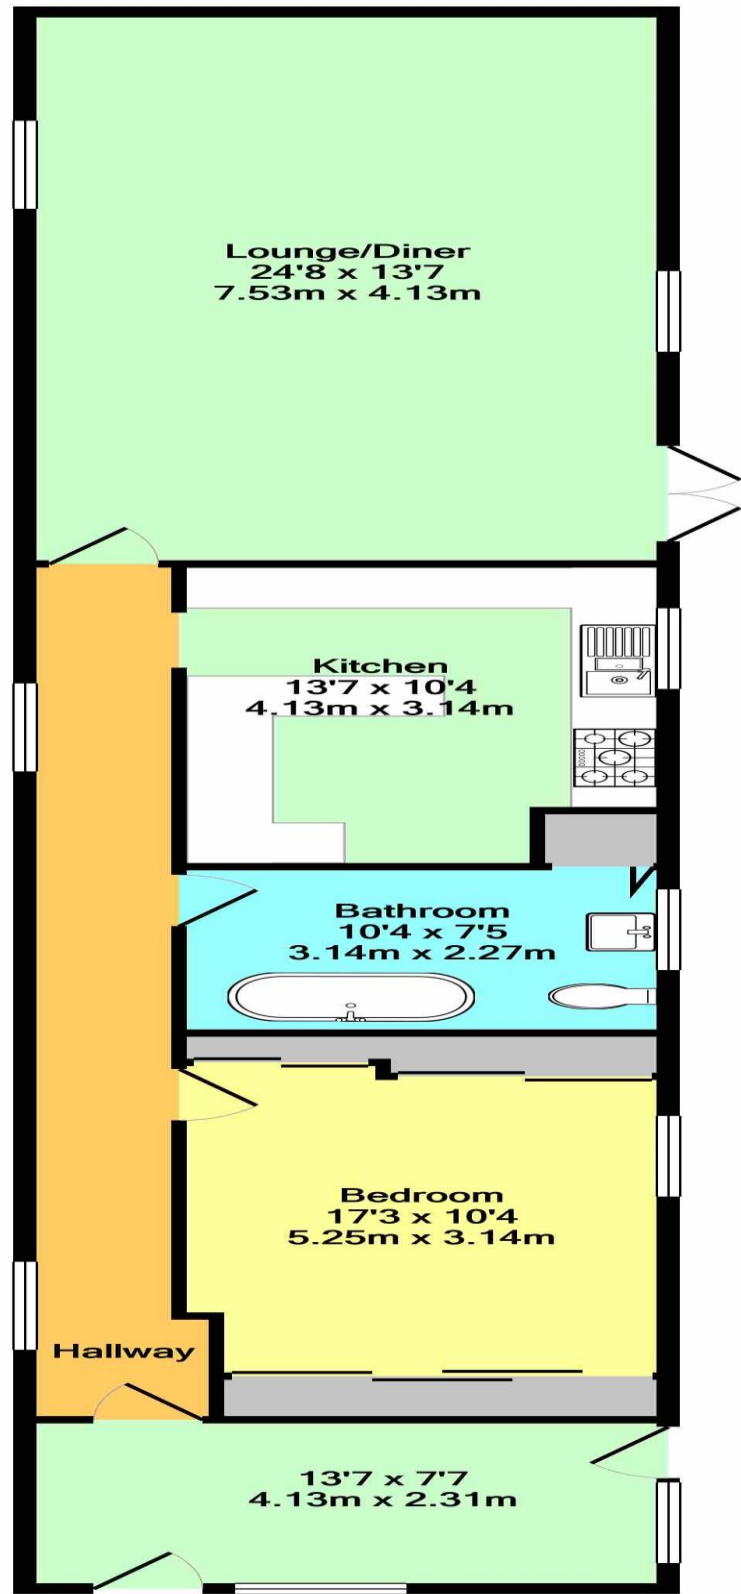 Lounge/Diner
24'8 x 13'7
7.53m x 4.13m
Kitchen
13'7 x 10'4
4.13m x 3.14m
Bathroom
10'4 x 7'5
3.14m x 2.27m
Bedroom
17'3 x 10'4
5.25m x 3.14m
Hallway
13'7 x 7'7
4.13m x 2.31m